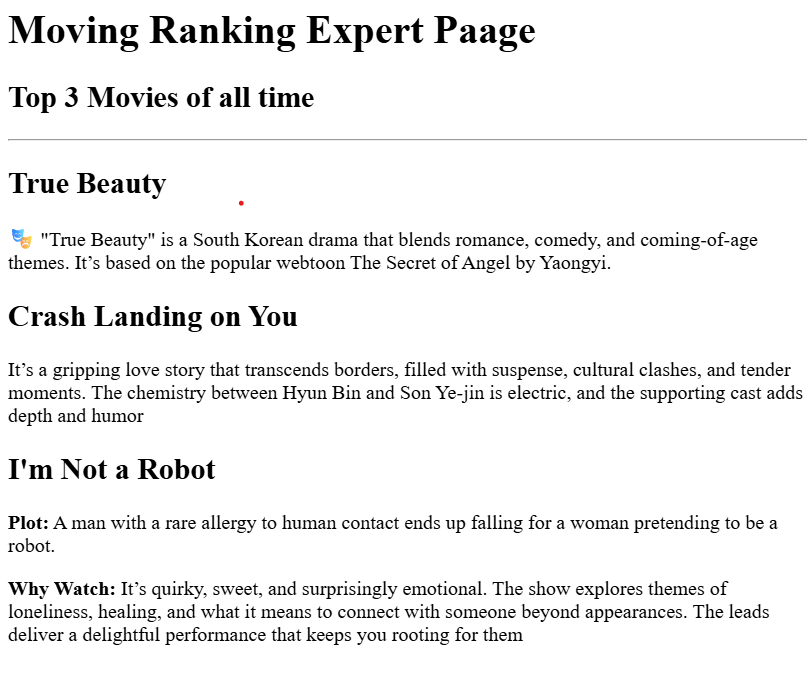 Moving Ranking Expert Paage
Top 3 Movies of all time
True Beauty
🎭 "True Beauty" is a South Korean drama that blends romance, comedy, and coming-of-age
themes. It’s based on the popular webtoon The Secret of Angel by Yaongyi.
Crash Landing on You
It’s a gripping love story that transcends borders, filled with suspense, cultural clashes, and tender
moments. The chemistry between Hyun Bin and Son Ye-jin is electric, and the supporting cast adds
depth and humor
I'm Not a Robot
Plot: A man with a rare allergy to human contact ends up falling for a woman pretending to be a
robot.
Why Watch: It’s quirky, sweet, and surprisingly emotional. The show explores themes of
loneliness, healing, and what it means to connect with someone beyond appearances. The leads
deliver a delightful performance that keeps you rooting for them